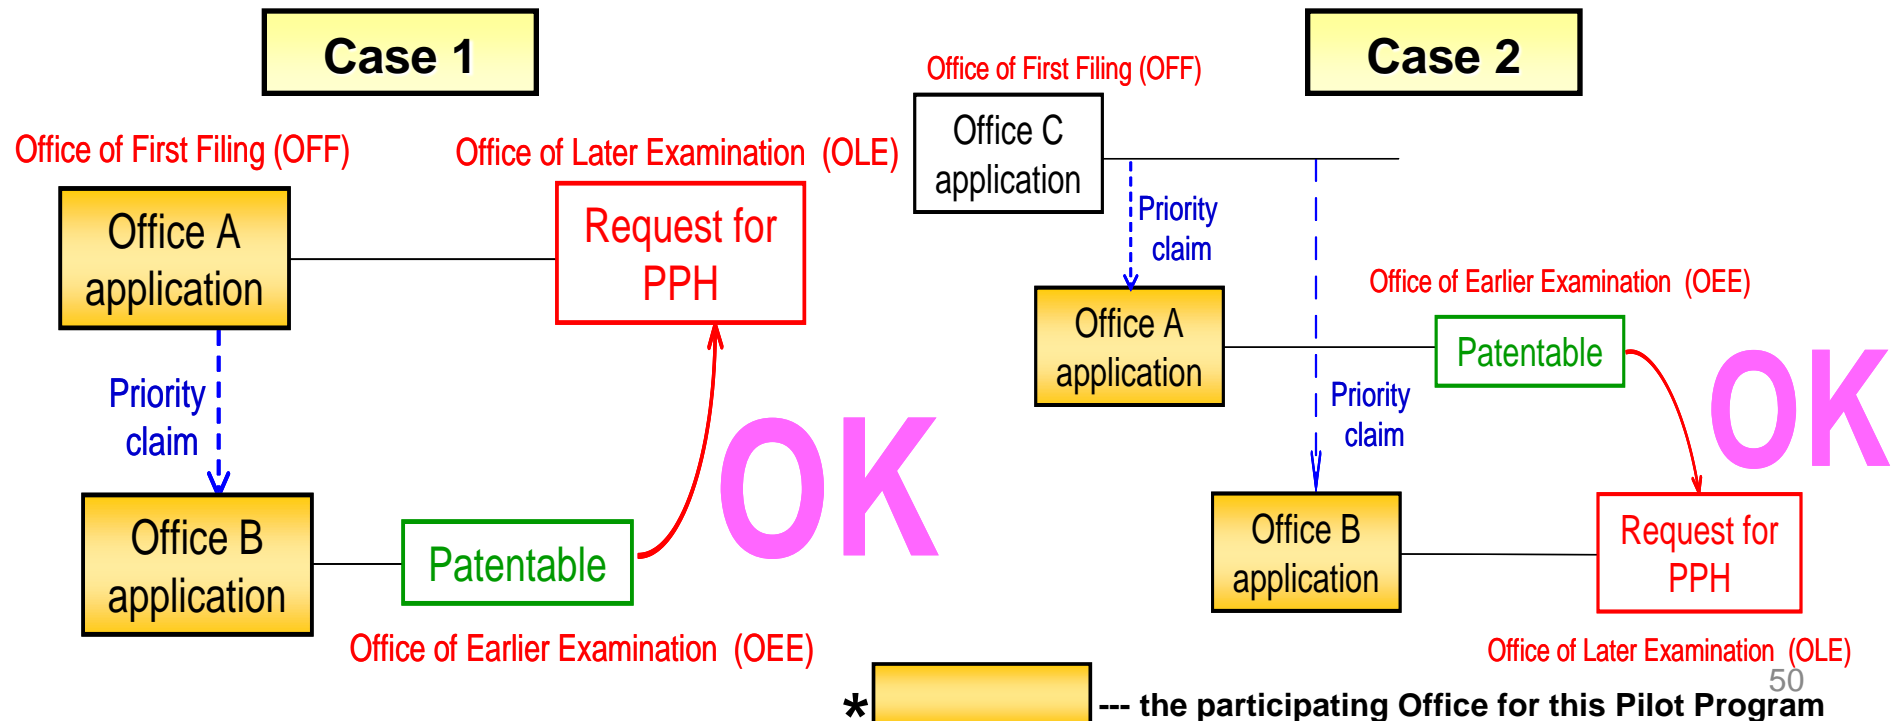 Case 1
Office of First Filing (OFF)
Office of Later Examination (OLE)
Office A
application
Request for
PPH
Priority
claim
OK
Office B
application
Patentable
Office of Earlier Examination (OEE)
Case 2
Office of First Filing (OFF)
Office C
application
Priority
claim
Office of Earlier Examination (OEE)
Office A
application
Patentable
OK
Priority
claim
Office B
application
Request for
PPH
Office of Later Examination (OLE)
50
* --- the participating Office for this Pilot Program